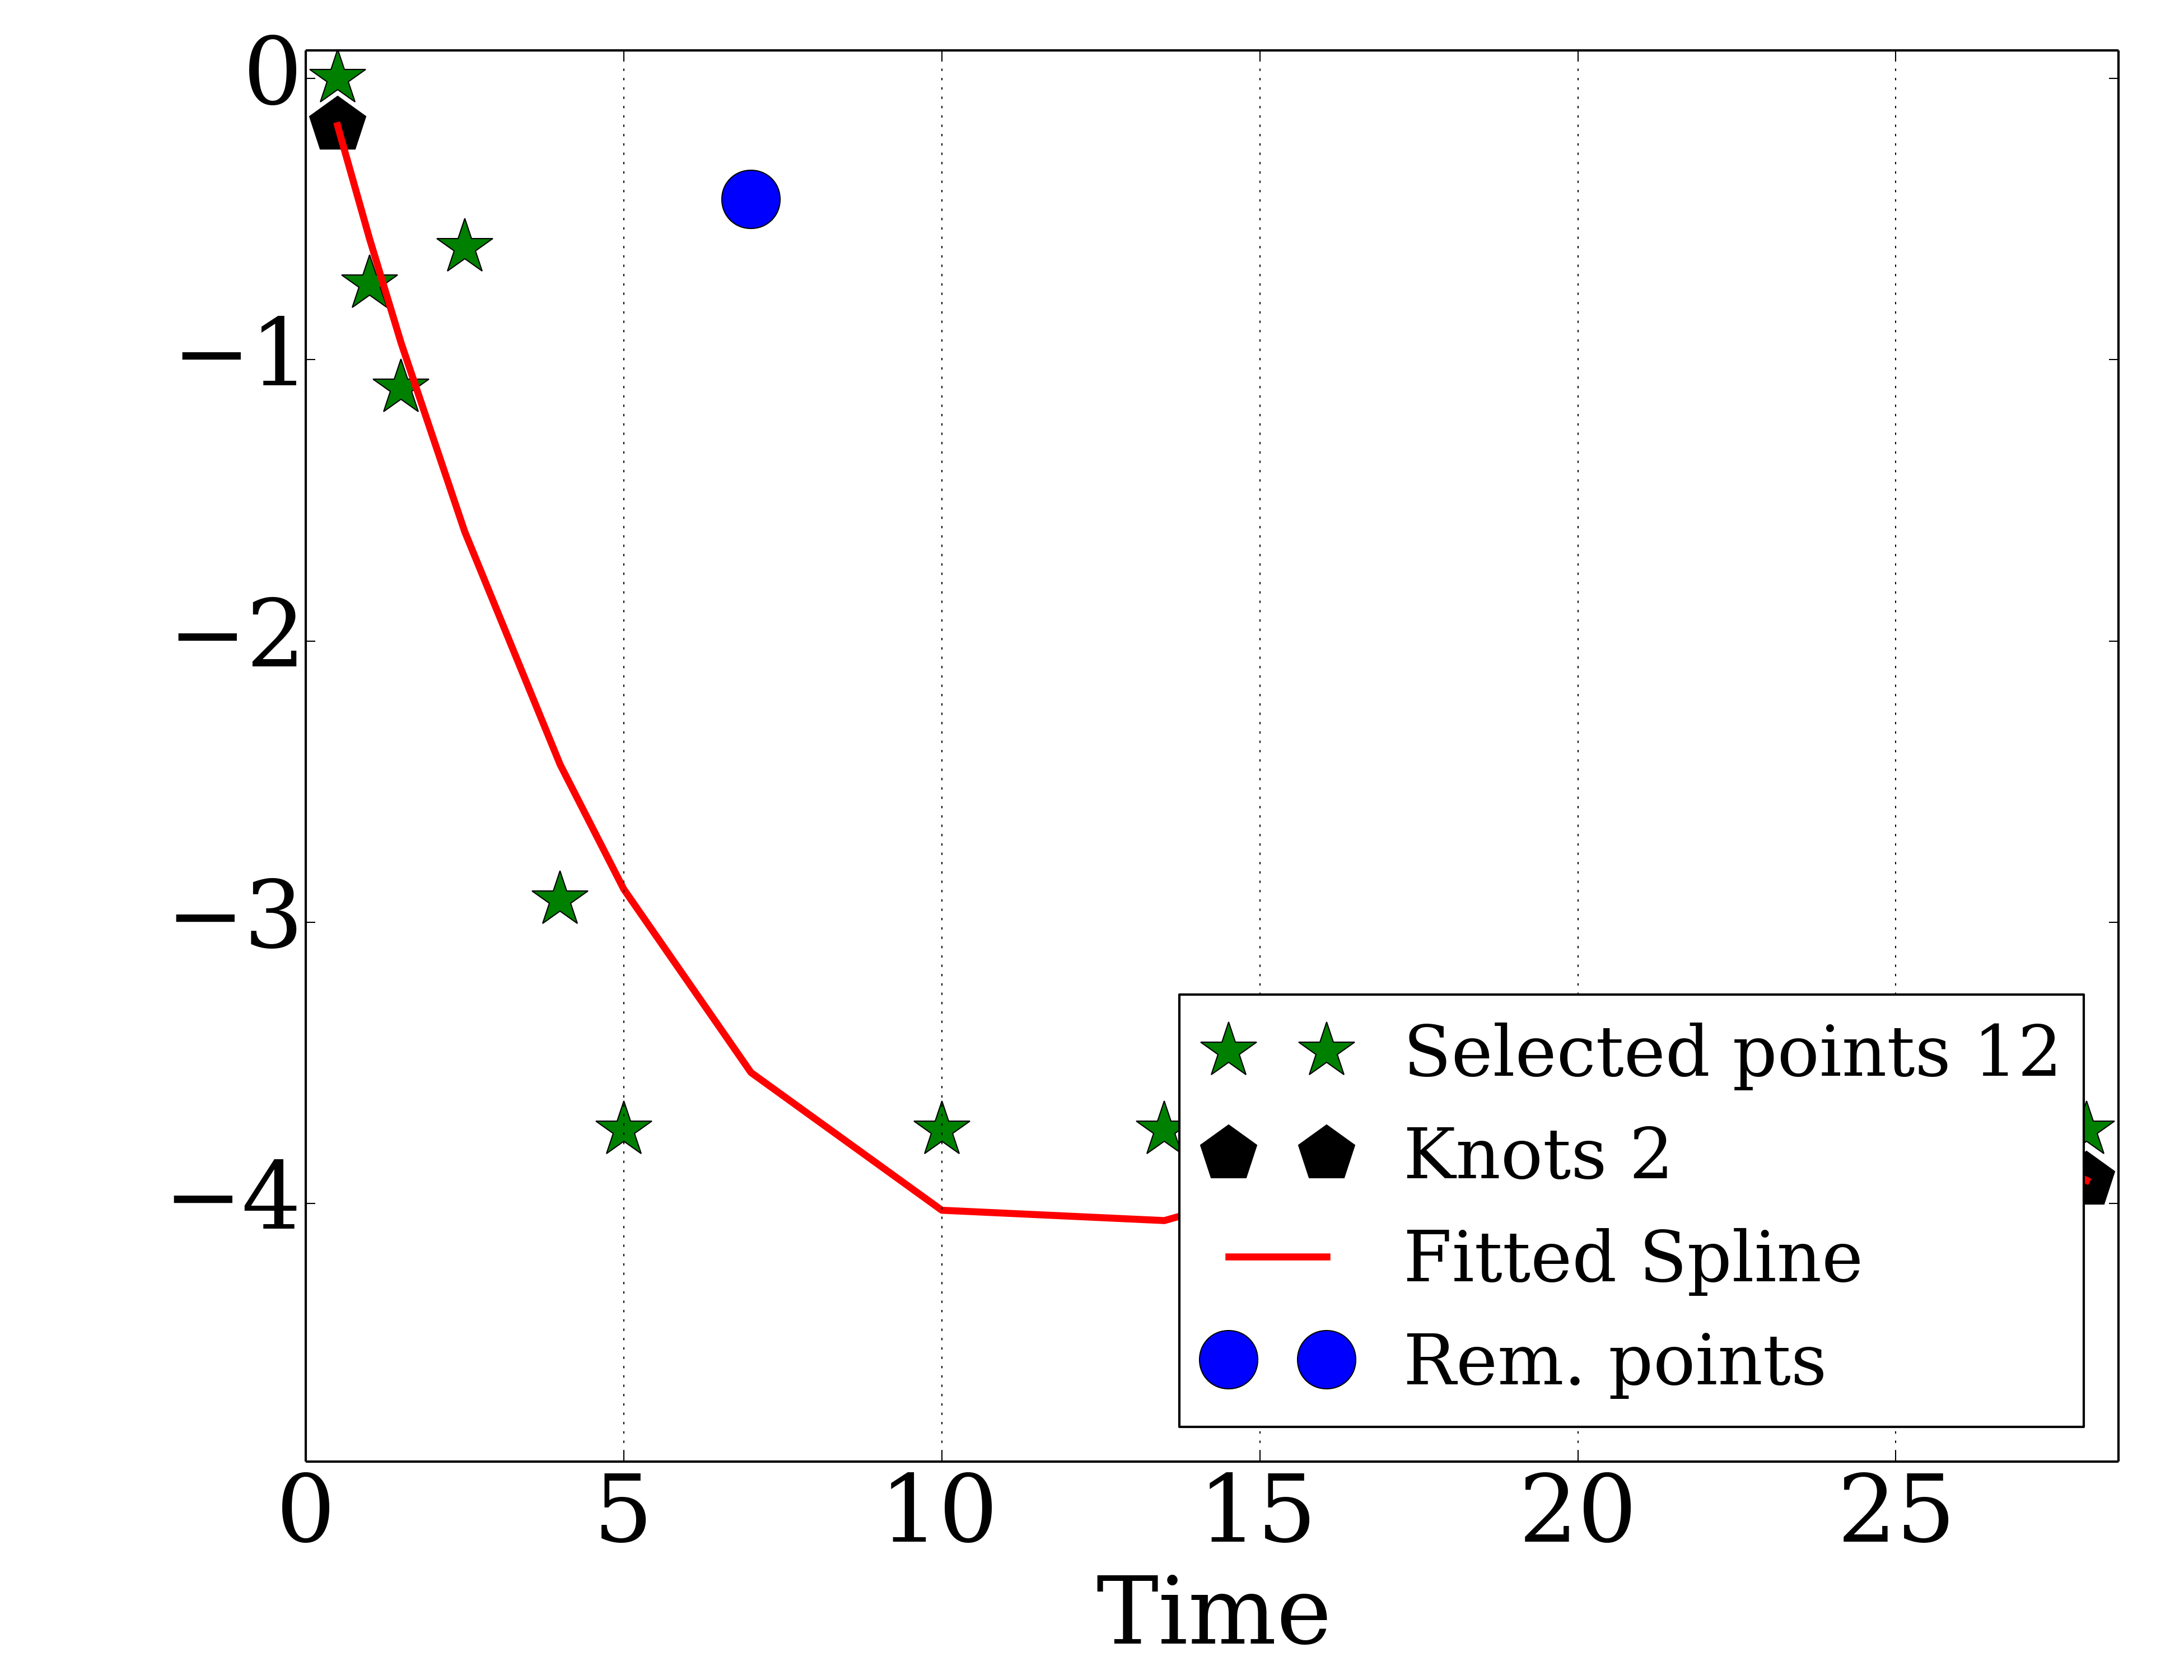 0
−1
−2
−3
−4
Selected points 12
Knots 2
Fitted Spline
Rem. points
0 5 10 15 20 25
Time